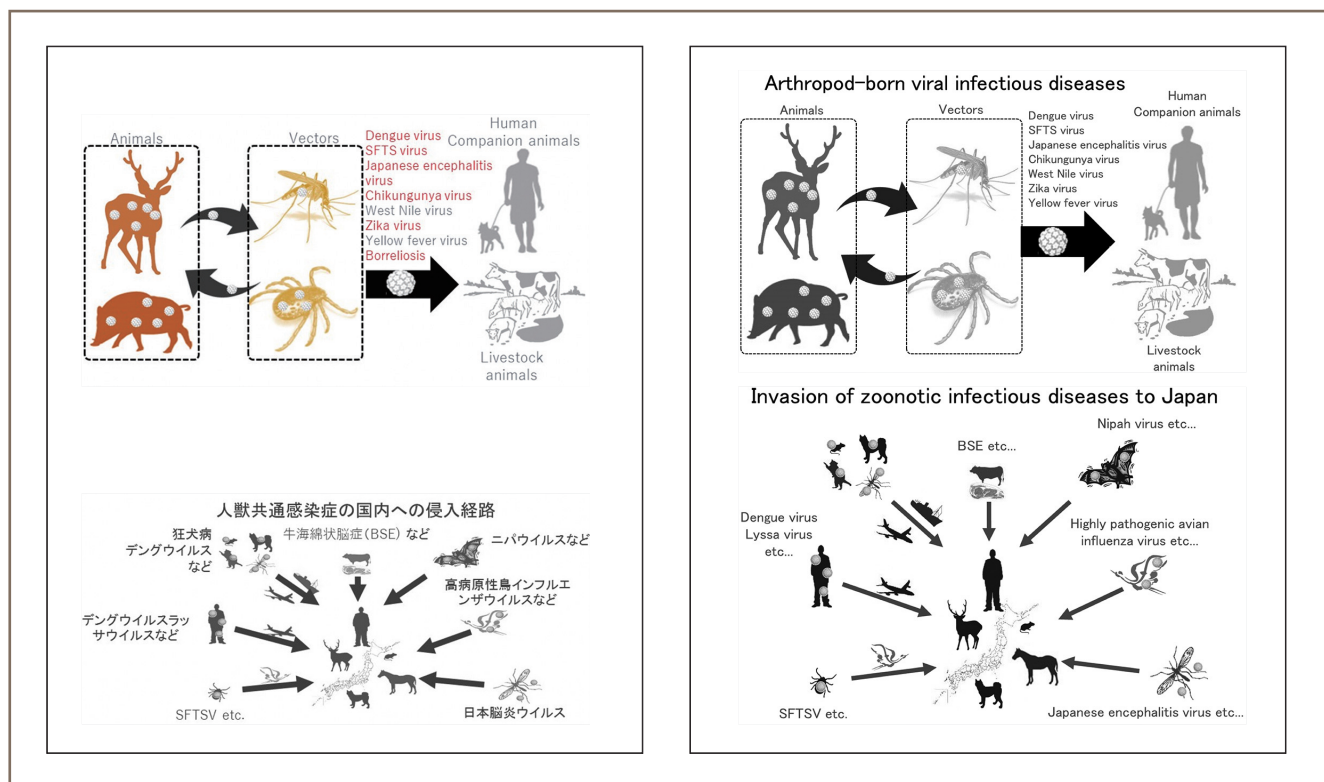 Animals
Vectors
Human
Companion animals
Dengue virus
SFTS virus
Japanese encephalitis
virus
Chikungunya virus
West Nile virus
Zika virus
Yellow fever virus
Borreliosis
Livestock
animals
人獣共通感染症の国内への侵入経路
狂犬病
デングウイルス
など
牛海綿状脳症(BSE) など
ニパウイルスなど
高病原性鳥インフルエ
ンザウイルスなど
デングウイルスラッ
サウイルスなど
SFTSV etc.
日本脳炎ウイルス
Arthropod-born viral infectious diseases
Animals
Vectors
Dengue virus
SFTS virus
Japanese encephalitis virus
Chikungunya virus
West Nile virus
Zika virus
Yellow fever virus
Human
Companion animals
Livestock
animals
Invasion of zoonotic infectious diseases to Japan
BSE etc...
Nipah virus etc...
Dengue virus
Lyssa virus
etc...
Highly pathogenic avian
influenza virus etc...
SFTSV etc.
Japanese encephalitis virus etc...